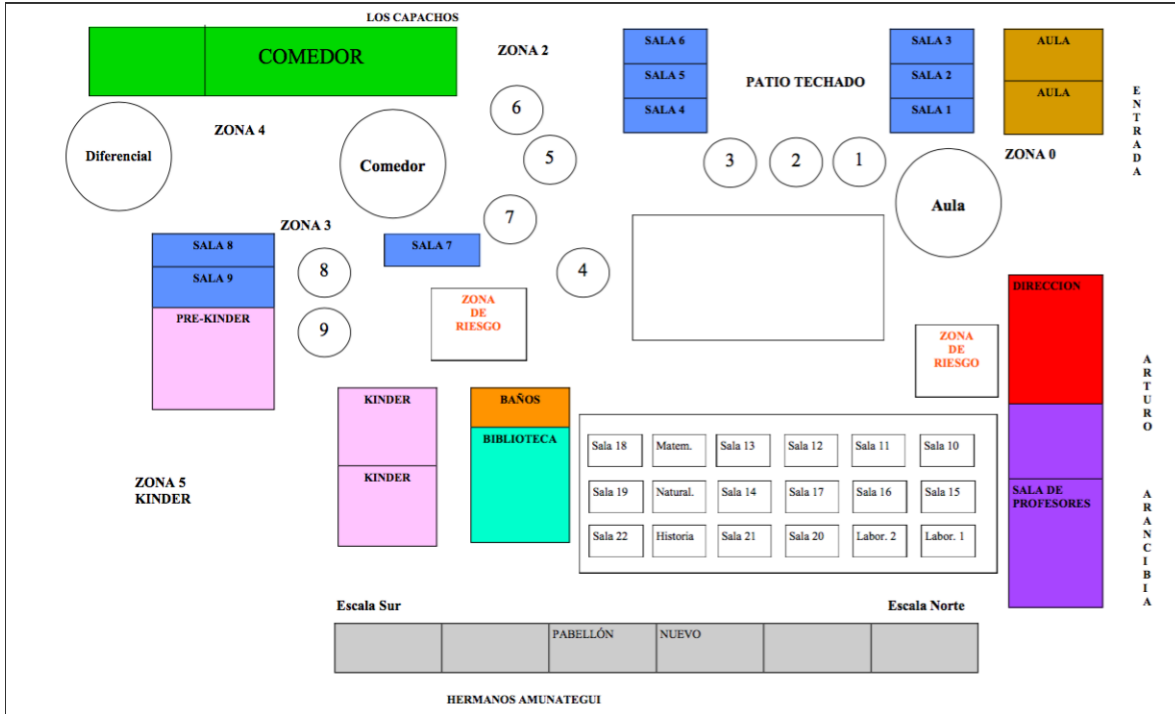 LOS CAPACHOS
COMEDOR
ZONA 2
SALA 6
SALA 5
SALA 4
PATIO TECHADO
SALA 3
SALA 2
SALA 1
AULA
AULA
ENTRADA
ZONA 0
Diferencial
ZONA 4
Comedor
6
5
7
4
3
2
1
Aula
ZONA 3
SALA 8
SALA 9
PRE-KINDER
8
9
SALA 7
ZONA
DE
RIESGO
ZONA
DE
RIESGO
DIRECCION
SALA DE
PROFESORES
ARTURO
ARANCIBIA
KINDER
KINDER
BAÑOS
BIBLIOTECA
ZONA 5
KINDER
Sala 18 Matem. Sala 13 Sala 12 Sala 11 Sala 10
Sala 19 Natural. Sala 14 Sala 17 Sala 16 Sala 15
Sala 22 Historia Sala 21 Sala 20 Labor. 2 Labor. 1
Escala Sur
Escala Norte
PABELLÓN NUEVO
HERMANOS AMUNATEGUI